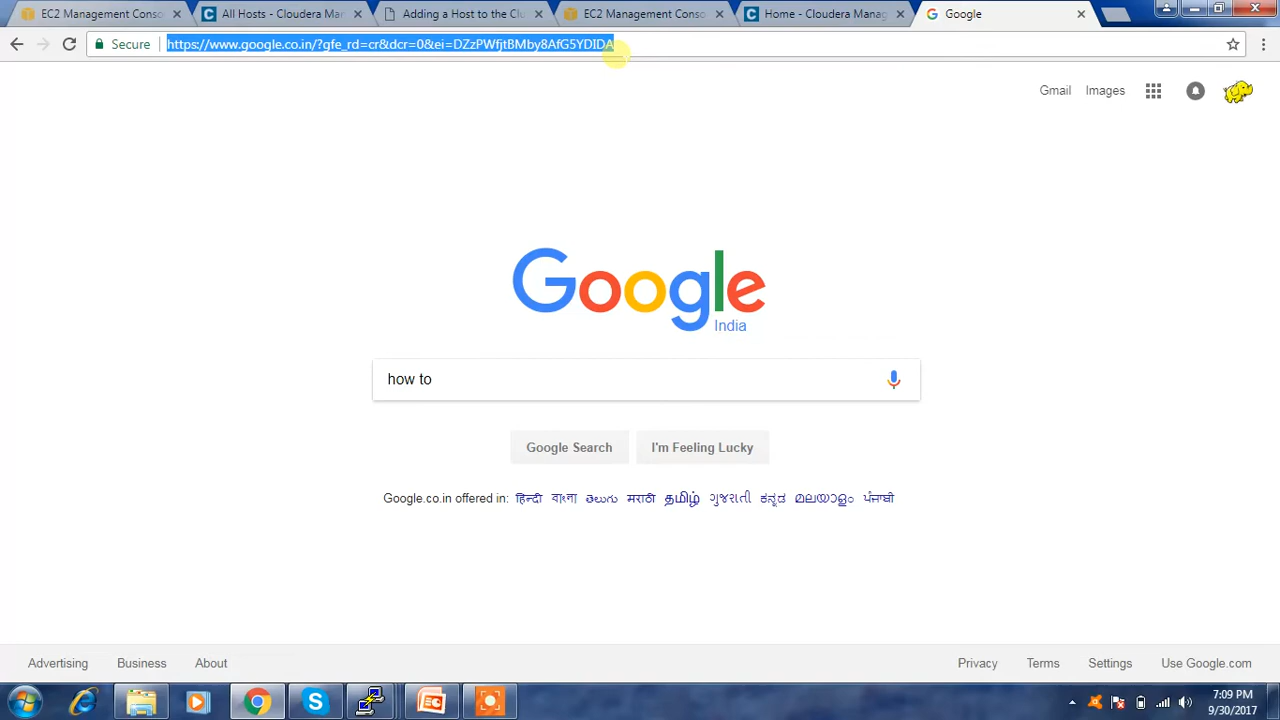 EC2 Management Conso
All Hosts - Cloudera Man
Adding a Host to the Clu
EC2 Management Conso
Home - Cloudera Manag
Google
Secure
https://www.google.co.in/?gfe_rd=cr&dcr=0&ei=DZzPWfjtBMby8AfG5YDIDA
Gmail
Images
Google
India
how to
Google Search
I'm Feeling Lucky
Google.co.in offered in: हिन्दी বাংলা తెలుగు मराठी தமிழ் ગુજરાતી ಕನ್ನಡ മലയാളം ਪੰਜਾਬੀ
Advertising
Business
About
Privacy
Terms
Settings
Use Google.com
7:09 PM
9/30/2017